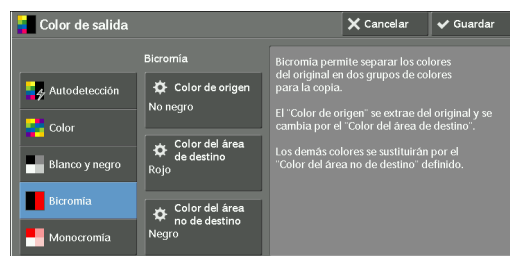 Color de salida
Cancelar
Guardar
Autodetección
Color
Blanco y negro
Bicromía
Monocromía
Bicromía
Color de origen
No negro
Color del área
de destino
Rojo
Color del área
no de destino
Negro
Bicromia permite separar los colores
del original en dos grupos de colores
para la copia.
El "Color de origen" se extrae del original y se
cambia por el "Color del área de destino".
Los demás colores se sustituirán por el
"Color del área no de destino" definido.